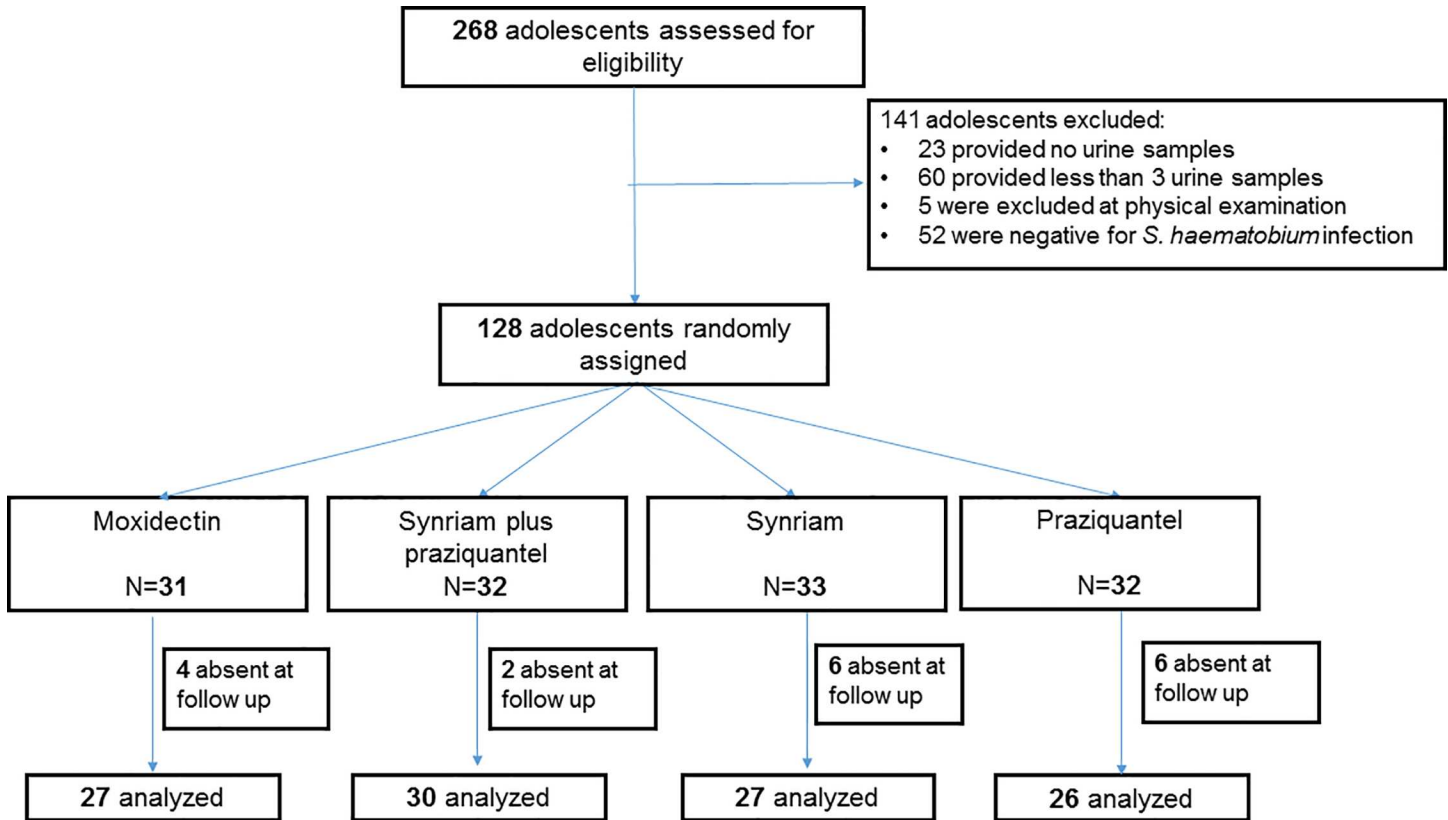 268 adolescents assessed for
eligibility
141 adolescents excluded:
• 23 provided no urine samples
• 60 provided less than 3 urine samples
• 5 were excluded at physical examination
• 52 were negative for S. haematobium infection
128 adolescents randomly
assigned
Moxidectin
N=31
Synriam plus
praziquantel
N=32
Synriam
N=33
Praziquantel
N=32
4 absent at
follow up
2 absent at
follow up
6 absent at
follow up
6 absent at
follow up
27 analyzed
30 analyzed
27 analyzed
26 analyzed